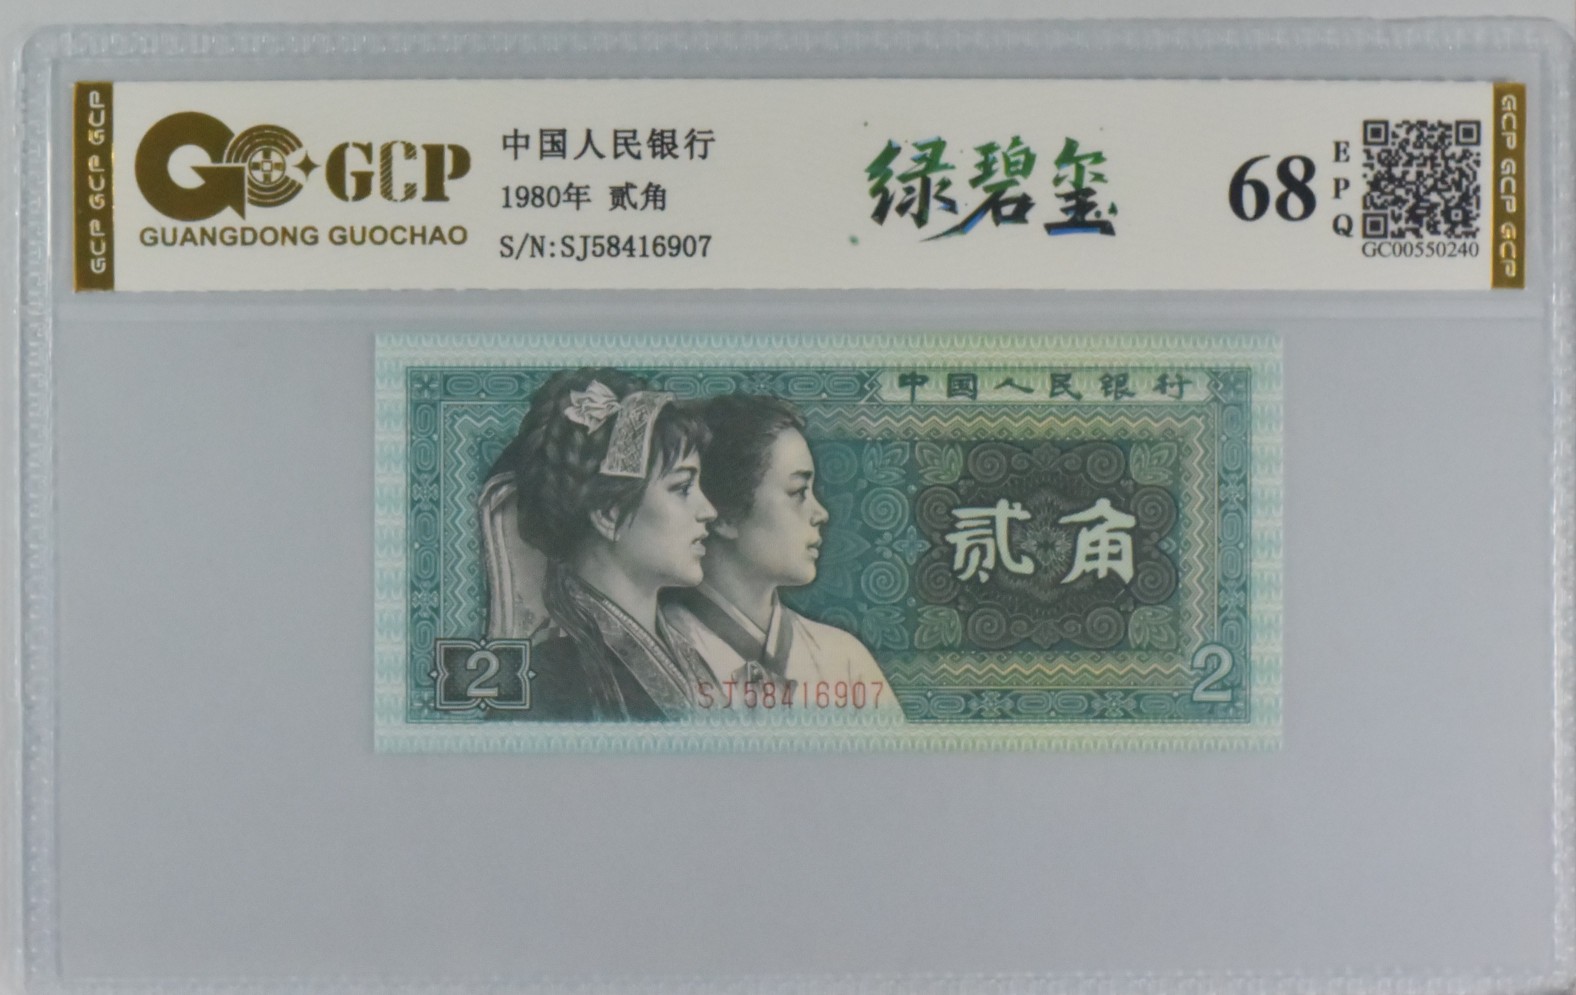 GCP GCP GCP
GCP
GUANGDONG GUOCHAO
中国人民银行
1980年 贰角
S/N:SJ58416907
绿碧玺
68
EPQ
GC00550240
GCP GCP GCP
中国人民银行
贰角
2
2
SJ58416907